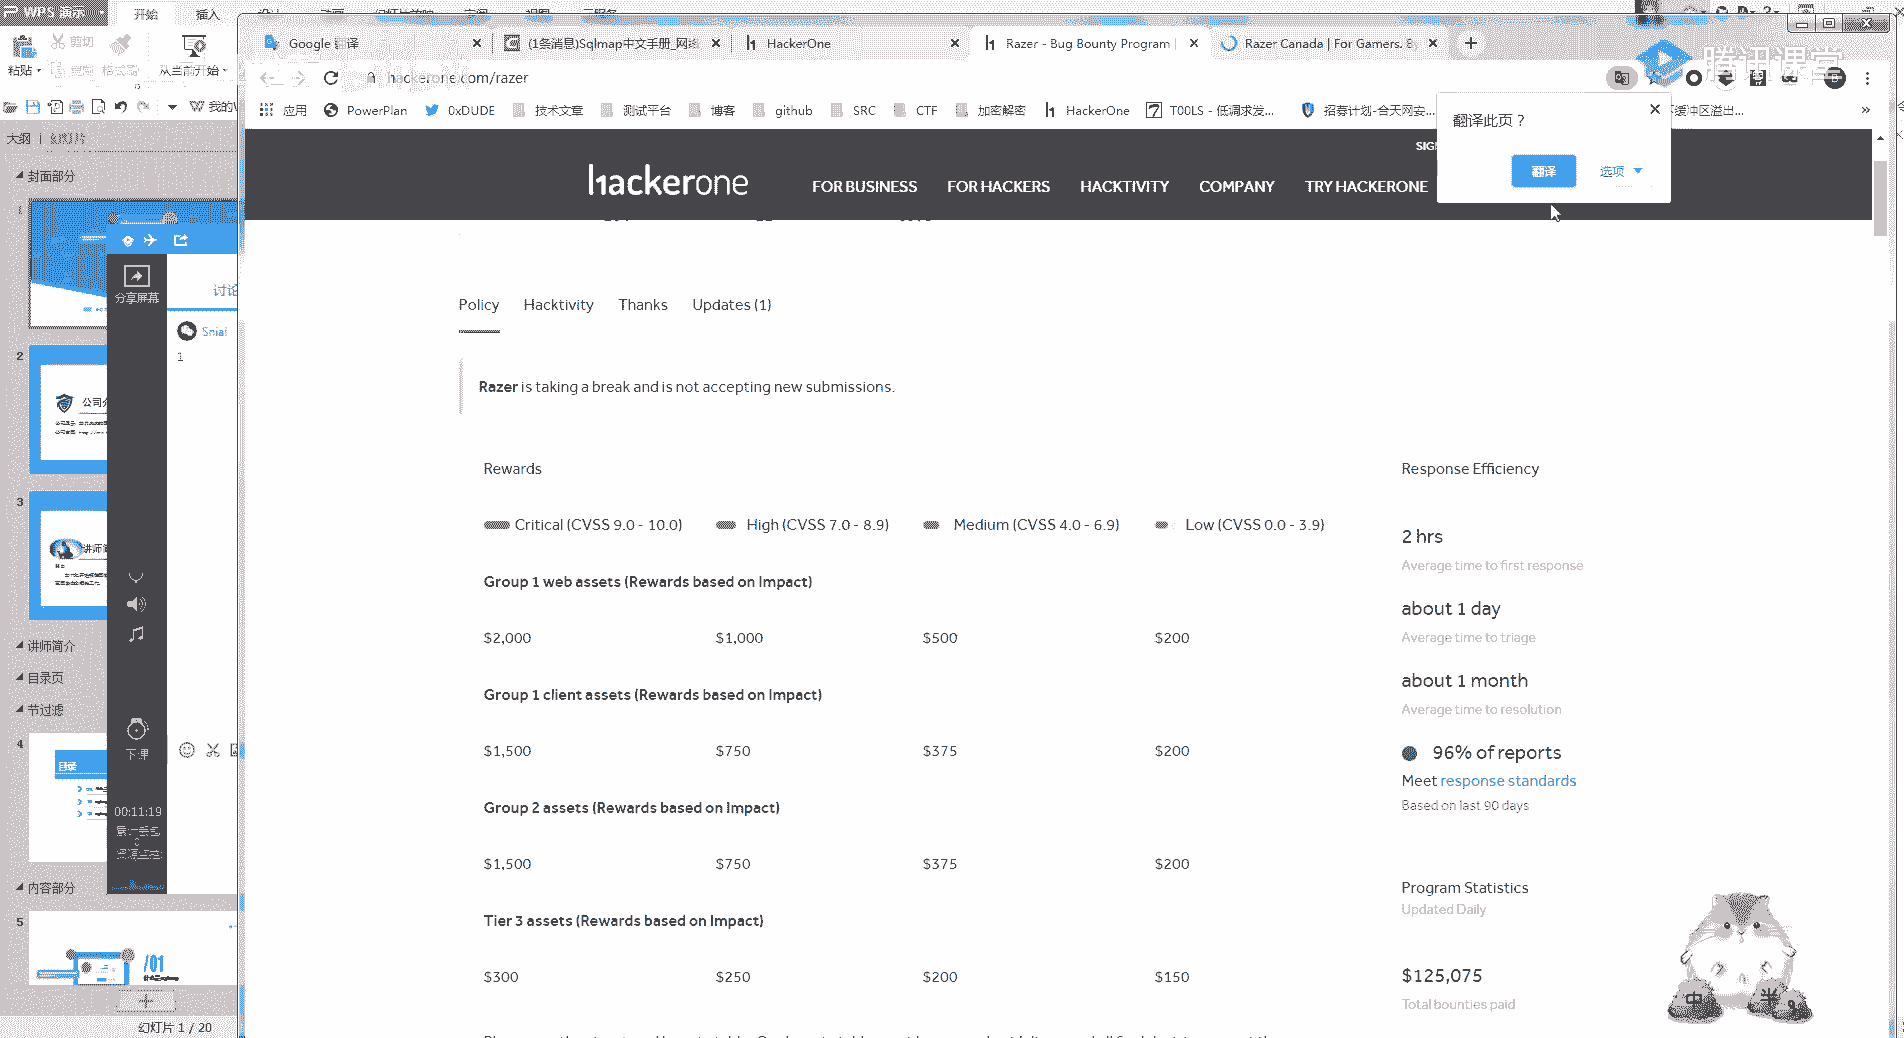 WPS 演示
开始
插入
剪切
粘贴
从当前开始
我的
大纲
幻灯片
封面部分
1
分享屏幕
讨论
1
2
3
讲师简介
目录页
节过滤
4
目录
下课
00:11:19
内容部分
5
/01
幻灯片 1 / 20
Google 翻译
(1条消息)Sqlmap中文手册_网络
HackerOne
Razer - Bug Bounty Program |
Razer Canada | For Gamers. By
hackerone.com/razer
腾讯课堂
应用
PowerPlan
0xDUDE
技术文章
测试平台
博客
github
SRC
CTF
加密解密
HackerOne
T00LS - 低调求发...
招募计划-合天网安...
缓冲区溢出...
»
翻译此页？
翻译
选项
hackerone
FOR BUSINESS
FOR HACKERS
HACKTIVITY
COMPANY
TRY HACKERONE
SIG
Policy
Hacktivity
Thanks
Updates (1)
Razer is taking a break and is not accepting new submissions.
Rewards
Critical (CVSS 9.0 - 10.0)
High (CVSS 7.0 - 8.9)
Medium (CVSS 4.0 - 6.9)
Low (CVSS 0.0 - 3.9)
Group 1 web assets (Rewards based on Impact)
$2,000
$1,000
$500
$200
Group 1 client assets (Rewards based on Impact)
$1,500
$750
$375
$200
Group 2 assets (Rewards based on Impact)
$1,500
$750
$375
$200
Tier 3 assets (Rewards based on Impact)
$300
$250
$200
$150
Response Efficiency
2 hrs
Average time to first response
about 1 day
Average time to triage
about 1 month
Average time to resolution
96% of reports
Meet response standards
Based on last 90 days
Program Statistics
Updated Daily
$125,075
Total bounties paid
中
半